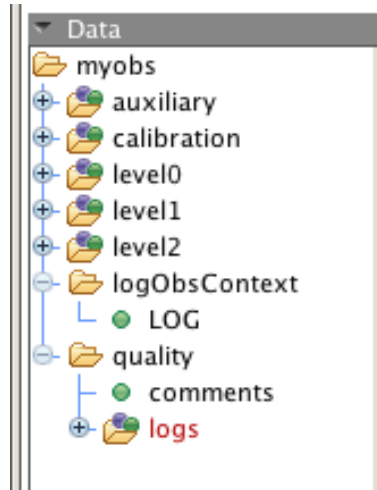 Data
myobs
auxiliary
calibration
level0
level1
level2
logObsContext
LOG
quality
comments
logs